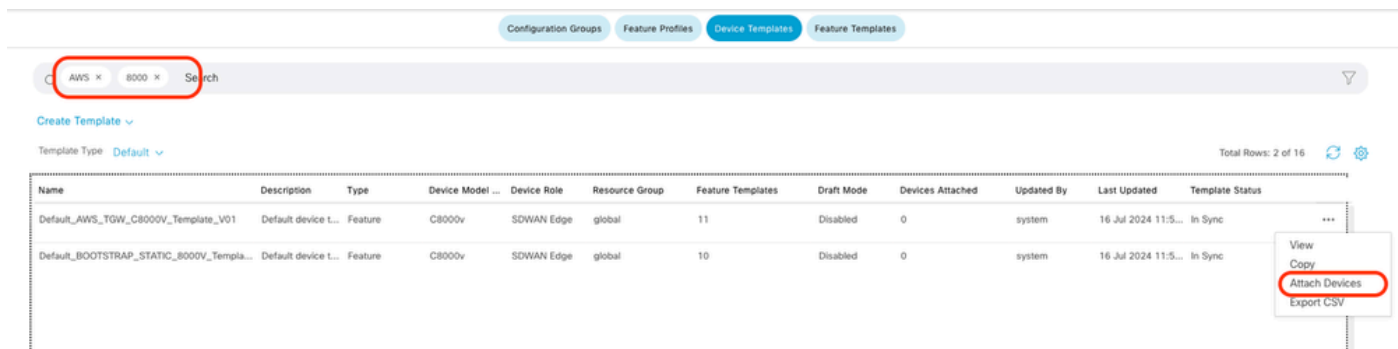 Configuration Groups Feature Profiles Device Templates Feature Templates
AWS × 8000 × Search
Create Template
Template Type Default
Total Rows: 2 of 16
Name Description Type Device Model ... Device Role Resource Group Feature Templates Draft Mode Devices Attached Updated By Last Updated Template Status
Default_AWS_TGW_C8000V_Template_V01 Default device t... Feature C8000v SDWAN Edge global 11 Disabled 0 system 16 Jul 2024 11:5... In Sync ...
Default_BOOTSTRAP_STATIC_8000V_Templa... Default device t... Feature C8000v SDWAN Edge global 10 Disabled 0 system 16 Jul 2024 11:5... In Sync
View
Copy
Attach Devices
Export CSV